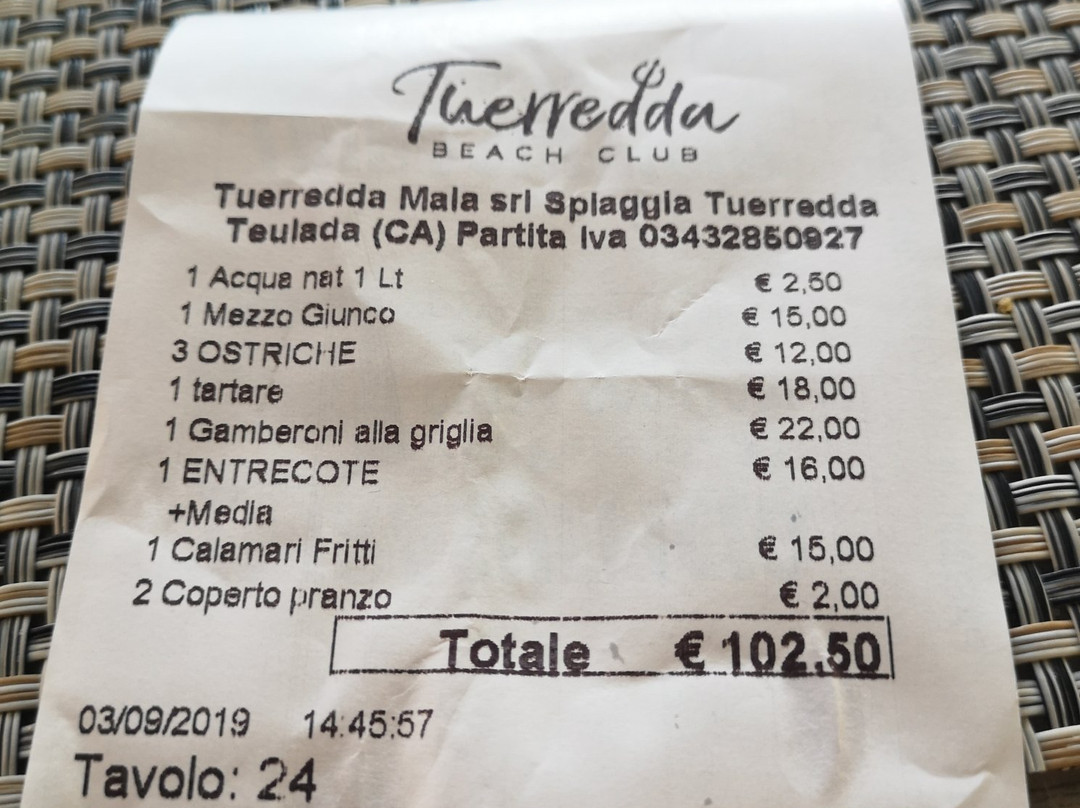 Tuerredda
BEACH CLUB
Tuerredda Mala srl Spiaggia Tuerredda
Teulada (CA) Partita Iva 03432850927
1 Acqua nat 1 Lt € 2,50
1 Mezzo Giunco € 15,00
3 OSTRICHE € 12,00
1 tartare € 18,00
1 Gamberoni alla griglia € 22,00
1 ENTRECOTE € 16,00
+Media
1 Calamari Fritti € 15,00
2 Coperto pranzo € 2,00
Totale € 102,50
03/09/2019 14:45:57
Tavolo: 24